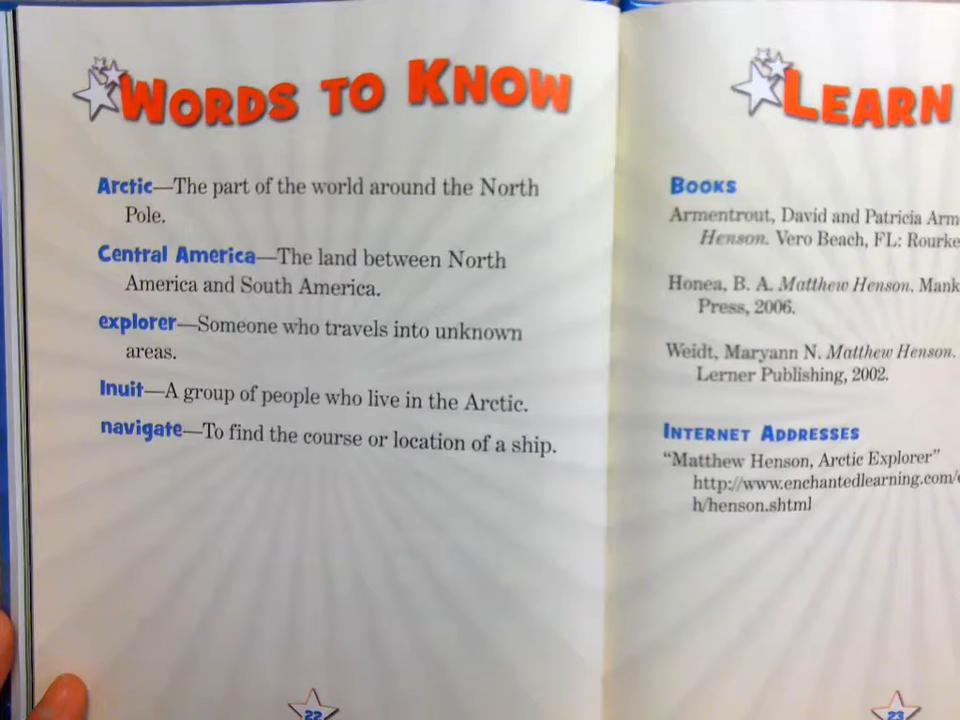 WORDS TO KNOW
Arctic—The part of the world around the North
Pole.
Central America—The land between North
America and South America.
explorer—Someone who travels into unknown
areas.
Inuit—A group of people who live in the Arctic.
navigate—To find the course or location of a ship.
22
LEARN
BOOKS
Armentrout, David and Patricia Arm
Henson. Vero Beach, FL: Rourke
Honea, B. A. Matthew Henson. Mank
Press, 2006.
Weidt, Maryann N. Matthew Henson.
Lerner Publishing, 2002.
INTERNET ADDRESSES
“Matthew Henson, Arctic Explorer”
http://www.enchantedlearning.com/e
h/henson.shtml
23